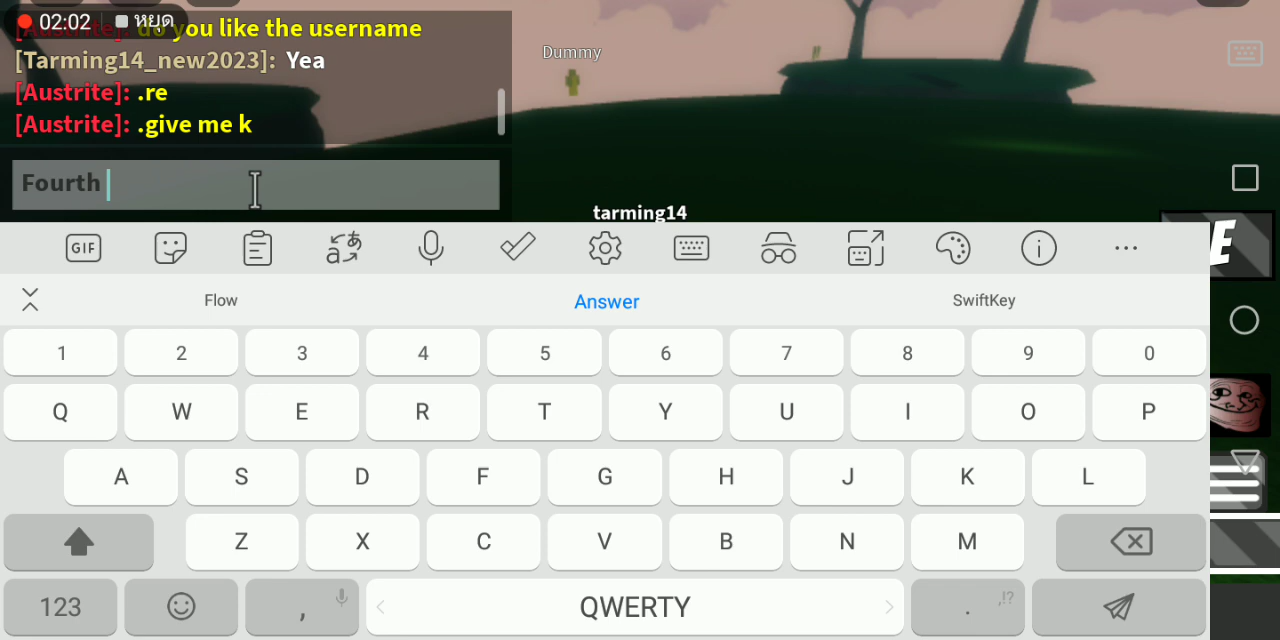 02:02 หยุด
[Austrite]: do you like the username
[Tarming14_new2023]: Yea
[Austrite]: .re
[Austrite]: .give me k
Fourth
Dummy
tarming14
E
GIF
Flow Answer SwiftKey
1 2 3 4 5 6 7 8 9 0
Q W E R T Y U I O P
A S D F G H J K L
Z X C V B N M
123 , QWERTY . ,!?